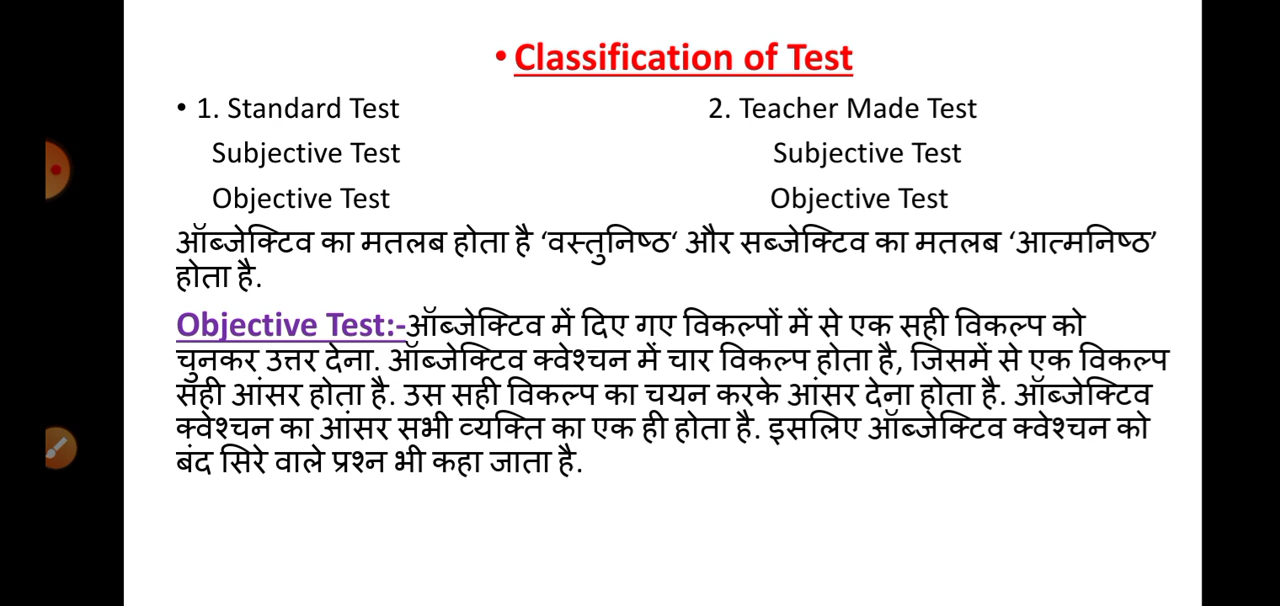 • Classification of Test
• 1. Standard Test 2. Teacher Made Test
Subjective Test Subjective Test
Objective Test Objective Test
ऑब्जेक्टिव का मतलब होता है ‘वस्तुनिष्ठ‘ और सब्जेक्टिव का मतलब ‘आत्मनिष्ठ’
होता है.
Objective Test:-ऑब्जेक्टिव में दिए गए विकल्पों में से एक सही विकल्प को
चुनकर उत्तर देना. ऑब्जेक्टिव क्वेश्चन में चार विकल्प होता है, जिसमें से एक विकल्प
सही आंसर होता है. उस सही विकल्प का चयन करके आंसर देना होता है. ऑब्जेक्टिव
क्वेश्चन का आंसर सभी व्यक्ति का एक ही होता है. इसलिए ऑब्जेक्टिव क्वेश्चन को
बंद सिरे वाले प्रश्न भी कहा जाता है.